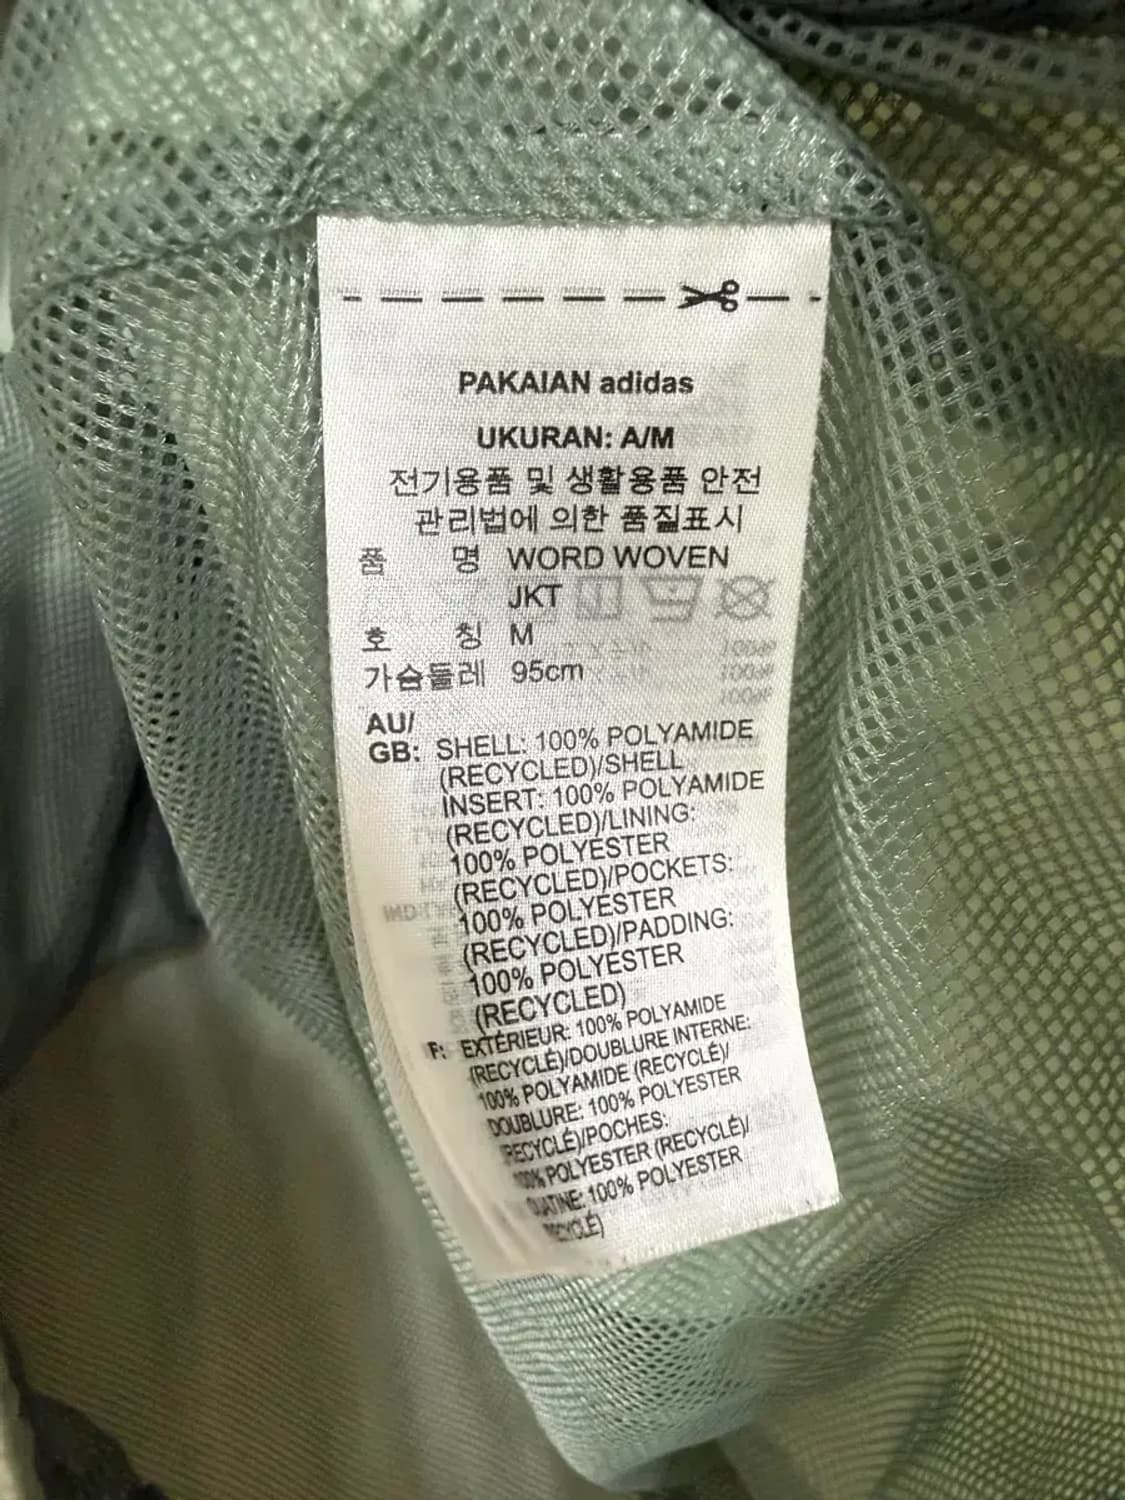 PAKAIAN adidas
UKURAN: A/M
전기용품 및 생활용품 안전
관리법에 의한 품질표시
품 명 WORD WOVEN
JKT
호 칭 M
가슴둘레 95cm
AU/
GB: SHELL: 100% POLYAMIDE
(RECYCLED)/SHELL
INSERT: 100% POLYAMIDE
(RECYCLED)/LINING:
100% POLYESTER
(RECYCLED)/POCKETS:
100% POLYESTER
(RECYCLED)/PADDING:
100% POLYESTER
(RECYCLED)
F: EXTÉRIEUR: 100% POLYAMIDE
(RECYCLÉ)/DOUBLURE INTERNE:
100% POLYAMIDE (RECYCLÉ)/
DOUBLURE: 100% POLYESTER
(RECYCLÉ)/POCHES:
100% POLYESTER (RECYCLÉ)/
OUATINE: 100% POLYESTER
(RECYCLÉ)